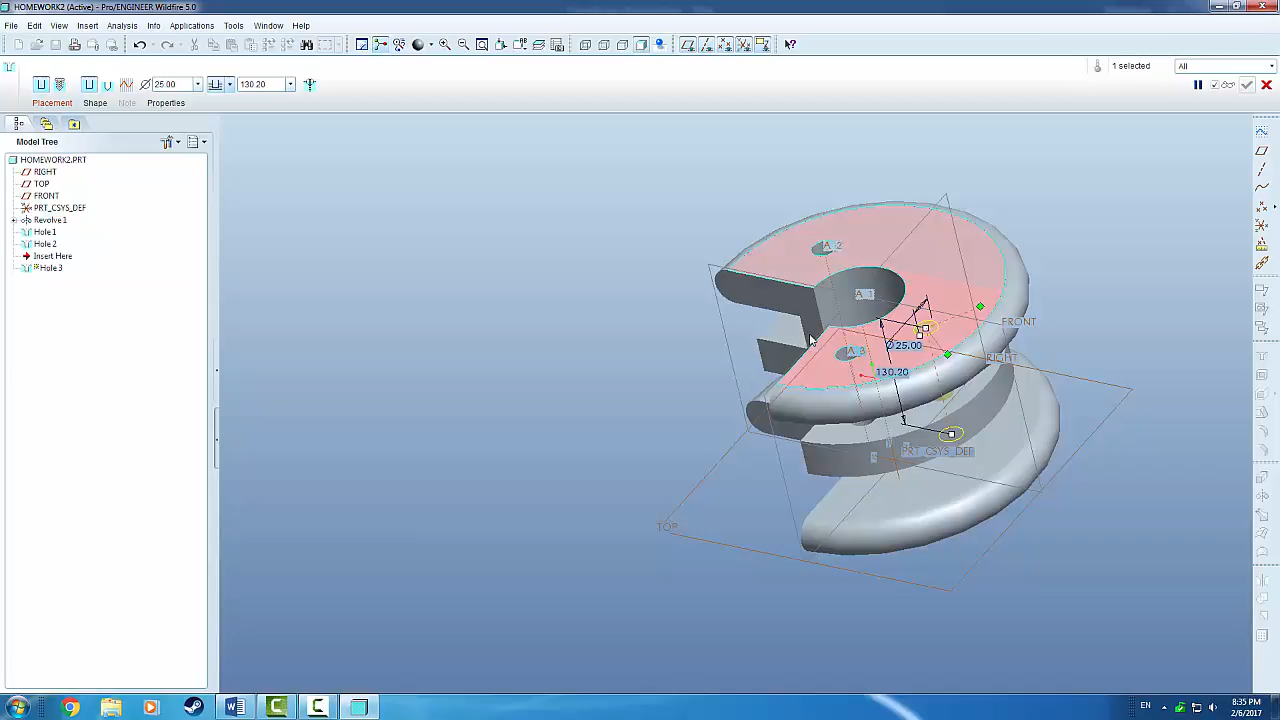 HOMEWORK2 (Active) - Pro/ENGINEER Wildfire 5.0
File Edit View Insert Analysis Info Applications Tools Window Help
1 selected
All
25.00
130.20
Placement Shape Note Properties
Model Tree
HOMEWORK2.PRT
RIGHT
TOP
FRONT
PRT_CSYS_DEF
Revolve 1
Hole 1
Hole 2
Insert Here
Hole 3
A_2
A_1
FRONT
Ø25.00
A_3
RIGHT
130.20
PRT_CSYS_DEF
TOP
EN
8:35 PM
2/6/2017